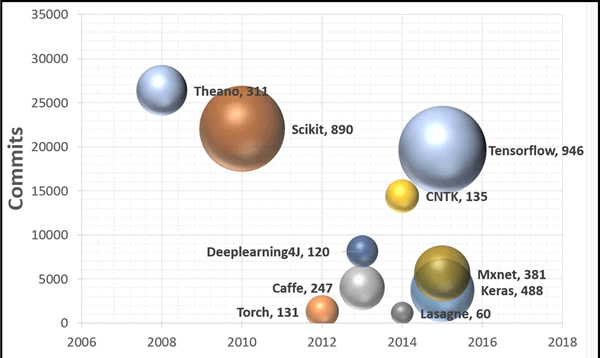 35000
30000
25000
20000
15000
10000
5000
0
Commits
Theano, 311
Scikit, 890
Tensorflow, 946
CNTK, 135
Deeplearning4J, 120
Mxnet, 381
Caffe, 247
Keras, 488
Torch, 131
Lasagne, 60
2006 2008 2010 2012 2014 2016 2018